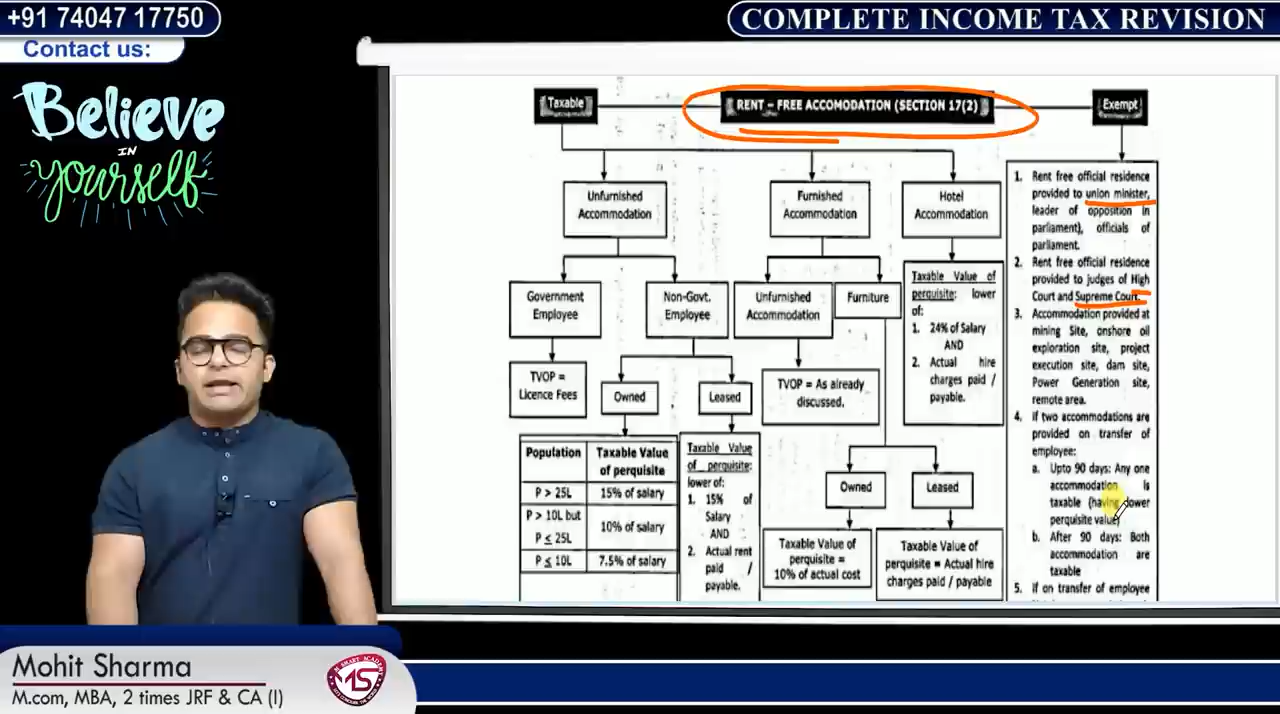 +91 74047 17750
Contact us:
COMPLETE INCOME TAX REVISION
Believe
IN
yourself
Taxable
RENT – FREE ACCOMODATION (SECTION 17(2)
Exempt
Unfurnished
Accommodation
Furnished
Accommodation
Hotel
Accommodation
Government
Employee
Non-Govt.
Employee
Unfurnished
Accommodation
Furniture
TVOP =
Licence Fees
Owned
Leased
TVOP = As already
discussed.
Taxable Value of
perquisite: lower
of:
1. 24% of Salary
AND
2. Actual hire
charges paid /
payable.
Population
Taxable Value
of perquisite
P > 25L
15% of salary
P > 10L but
P ≤ 25L
10% of salary
P ≤ 10L
7.5% of salary
Taxable Value
of perquisite:
lower of:
1. 15% of
Salary
AND
2. Actual rent
paid /
payable.
Owned
Leased
Taxable Value of
perquisite =
10% of actual cost
Taxable Value of
perquisite = Actual hire
charges paid / payable
1. Rent free official residence
provided to union minister,
leader of opposition in
parliament), officials of
parliament.
2. Rent free official residence
provided to judges of High
Court and Supreme Court.
3. Accommodation provided at
mining Site, onshore oil
exploration site, project
execution site, dam site,
Power Generation site,
remote area.
4. If two accommodations are
provided on transfer of
employee:
a. Upto 90 days: Any one
accommodation is
taxable (having lower
perquisite value)
b. After 90 days: Both
accommodation are
taxable
5. If on transfer of employee
Mohit Sharma
M.com, MBA, 2 times JRF & CA (I)
M SMART ACADEMY
MS